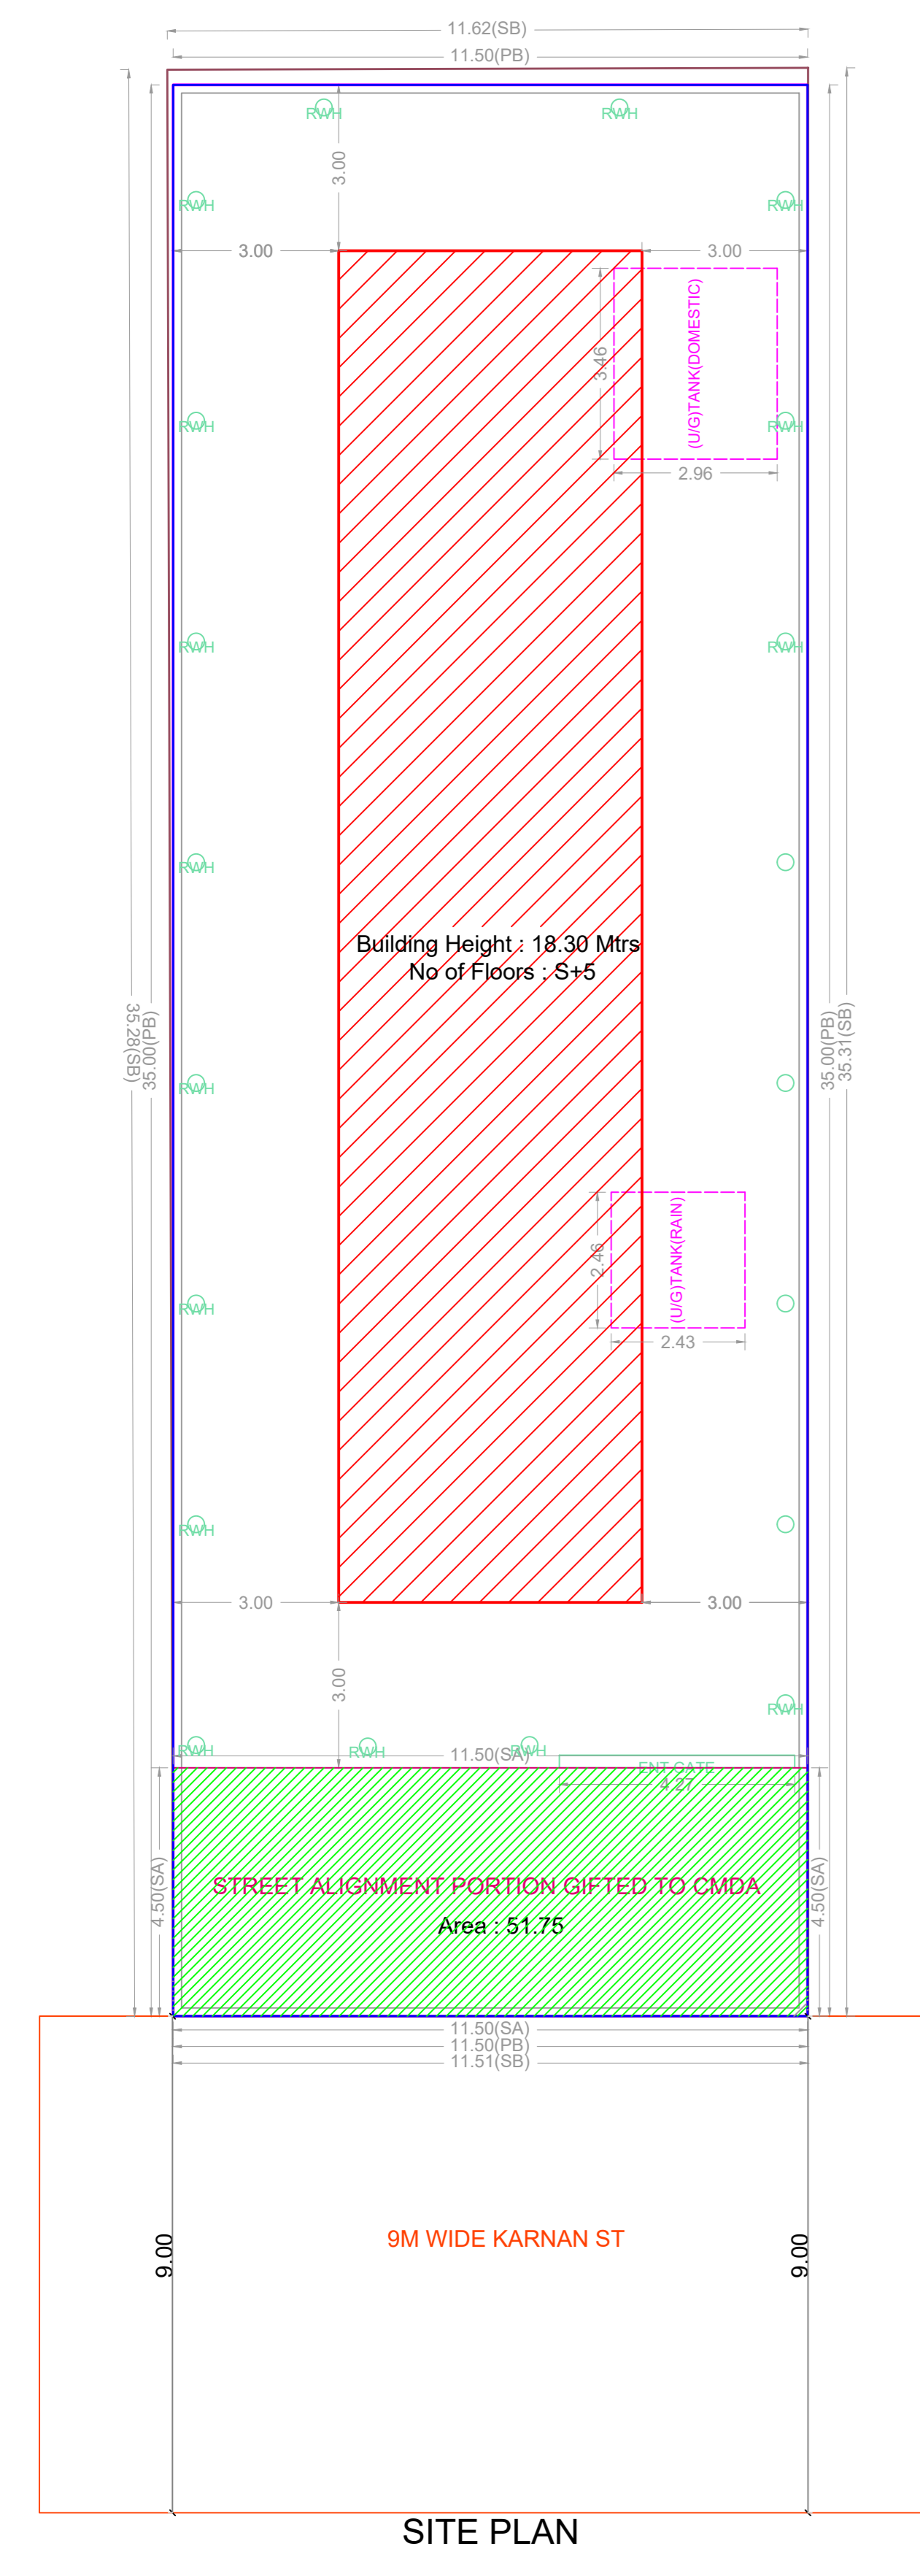 11.62(SB)
11.50(PB)
RWH
RWH
3.00
RWH
RWH
3.00
3.00
(U/G)TANK(DOMESTIC)
3.46
RWH
RWH
2.96
RWH
RWH
RWH
Building Height : 18.30 Mtrs
No of Floors : S+5
35.28(SB)
35.00(PB)
35.00(PB)
35.31(SB)
RWH
(U/G)TANK(RAIN)
2.46
RWH
2.43
RWH
3.00
3.00
3.00
RWH
RWH
RWH
11.50(SA)
RWH
ENT GATE
4.27
4.50(SA)
STREET ALIGNMENT PORTION GIFTED TO CMDA
4.50(SA)
Area : 51.75
11.50(SA)
11.50(PB)
11.51(SB)
9M WIDE KARNAN ST
9.00
9.00
SITE PLAN